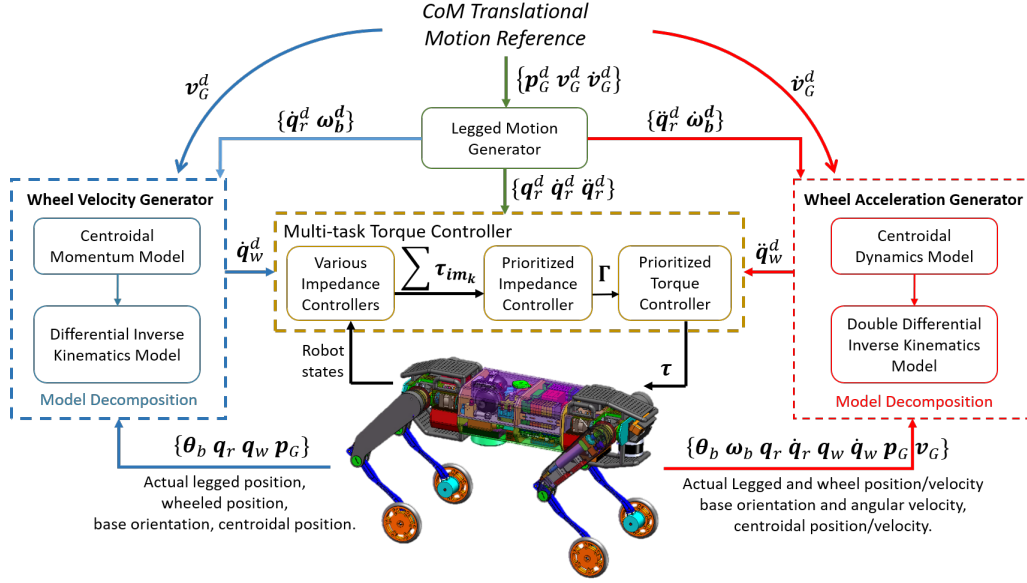 CoM Translational
Motion Reference
v_G^d
{p_G^d v_G^d v̇_G^d}
v̇_G^d
{q̇_r^d ω_b^d}
Legged Motion
Generator
{q̈_r^d ω̇_b^d}
{q_r^d q̇_r^d q̈_r^d}
Wheel Velocity Generator
Centroidal
Momentum Model
Differential Inverse
Kinematics Model
Model Decomposition
q̇_w^d
Multi-task Torque Controller
Various
Impedance
Controllers
∑ τ_{im_k}
Prioritized
Impedance
Controller
Γ
Prioritized
Torque
Controller
q̈_w^d
Wheel Acceleration Generator
Centroidal
Dynamics Model
Double Differential
Inverse Kinematics
Model
Model Decomposition
Robot
states
τ
{θ_b q_r q_w p_G}
Actual legged position,
wheeled position,
base orientation, centroidal position.
{θ_b ω_b q_r q̇_r q_w q̇_w p_G v_G}
Actual Legged and wheel position/velocity
base orientation and angular velocity,
centroidal position/velocity.